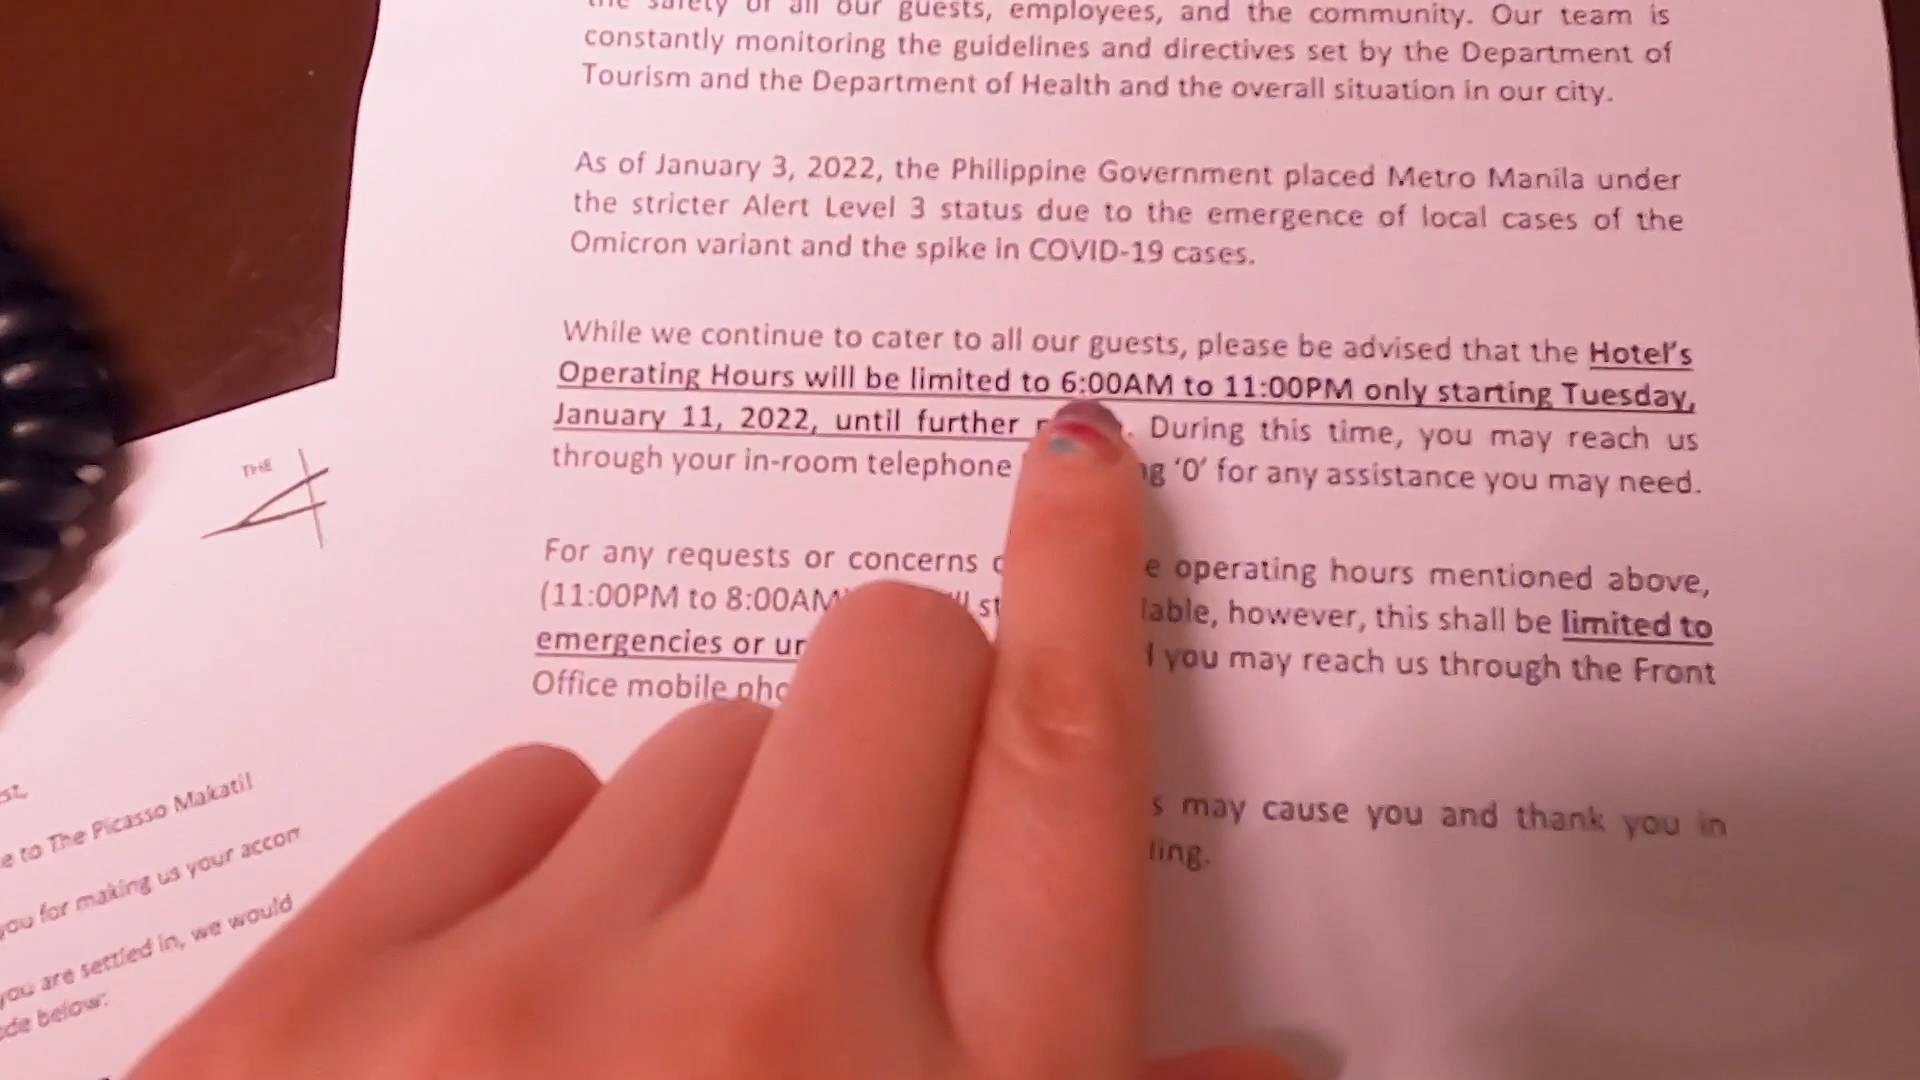 the safety of all our guests, employees, and the community. Our team is
constantly monitoring the guidelines and directives set by the Department of
Tourism and the Department of Health and the overall situation in our city.
As of January 3, 2022, the Philippine Government placed Metro Manila under
the stricter Alert Level 3 status due to the emergence of local cases of the
Omicron variant and the spike in COVID-19 cases.
While we continue to cater to all our guests, please be advised that the Hotel's
Operating Hours will be limited to 6:00AM to 11:00PM only starting Tuesday,
January 11, 2022, until further . During this time, you may reach us
through your in-room telephone '0' for any assistance you may need.
For any requests or concerns operating hours mentioned above,
(11:00PM to 8:00AM however, this shall be limited to
emergencies or you may reach us through the Front
Office mobile
may cause you and thank you in
THE
to The Picasso Makati!
you for making us your
you are settled in, we would
below: